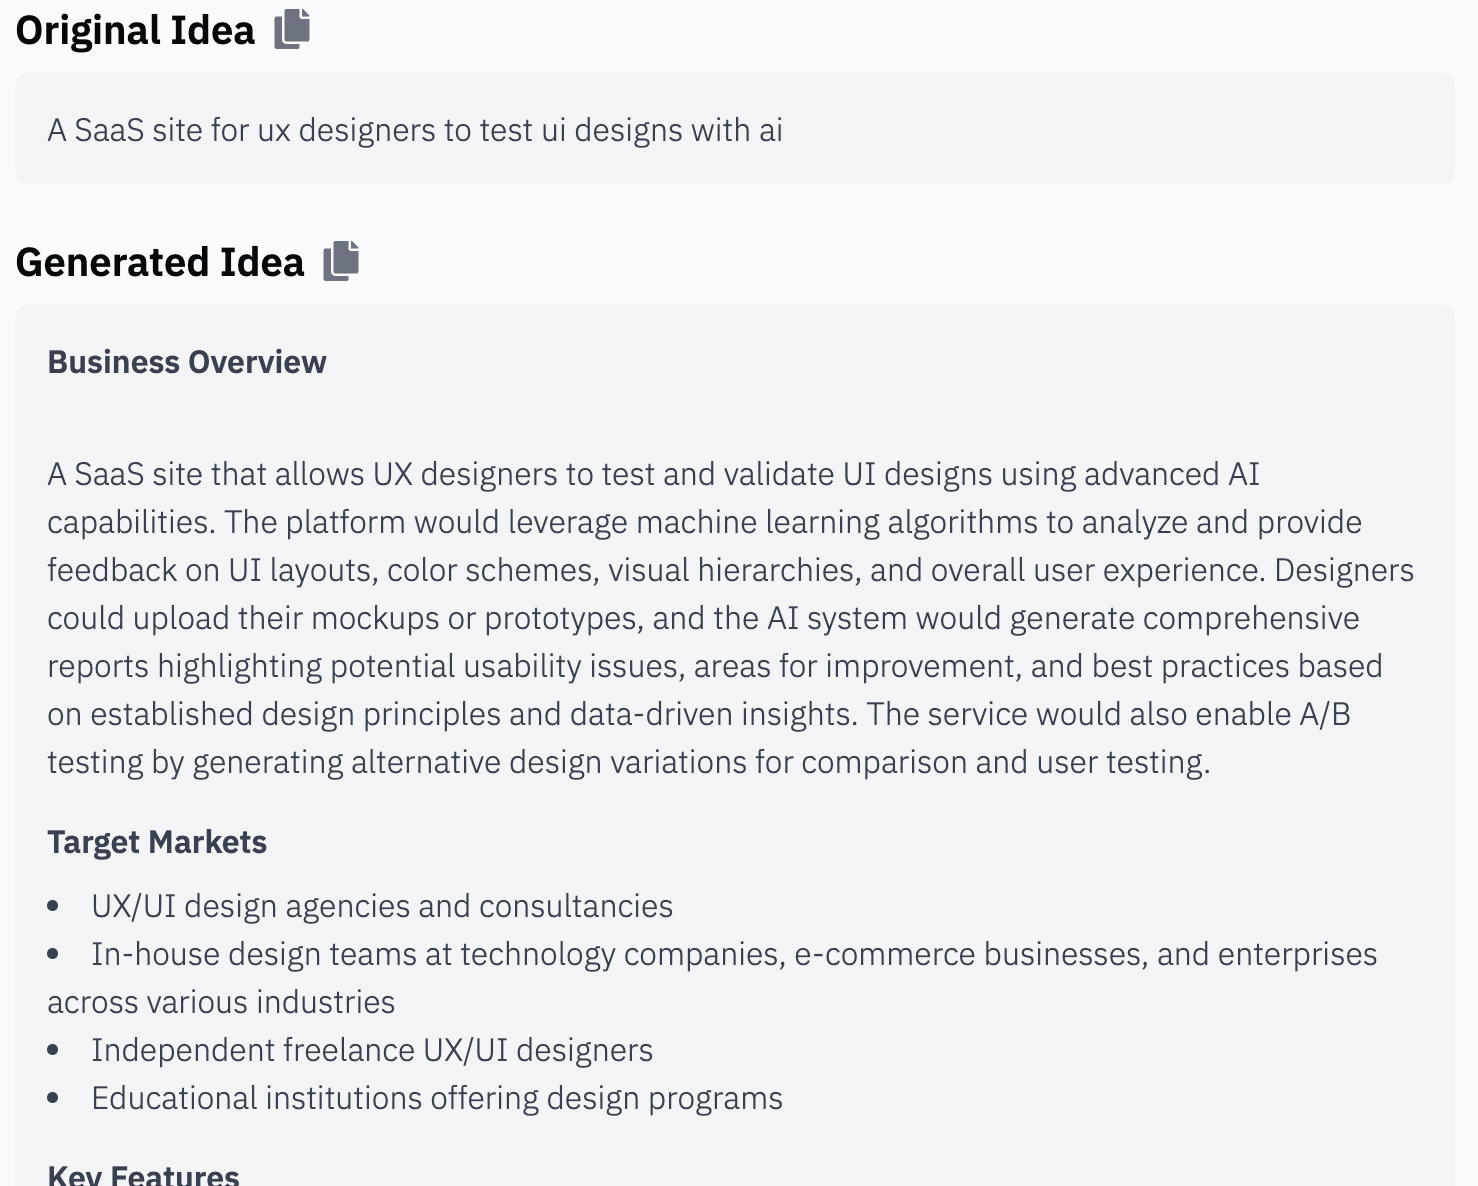 Original Idea
A SaaS site for ux designers to test ui designs with ai
Generated Idea
Business Overview
A SaaS site that allows UX designers to test and validate UI designs using advanced AI
capabilities. The platform would leverage machine learning algorithms to analyze and provide
feedback on UI layouts, color schemes, visual hierarchies, and overall user experience. Designers
could upload their mockups or prototypes, and the AI system would generate comprehensive
reports highlighting potential usability issues, areas for improvement, and best practices based
on established design principles and data-driven insights. The service would also enable A/B
testing by generating alternative design variations for comparison and user testing.
Target Markets
• UX/UI design agencies and consultancies
• In-house design teams at technology companies, e-commerce businesses, and enterprises
across various industries
• Independent freelance UX/UI designers
• Educational institutions offering design programs
Key Features